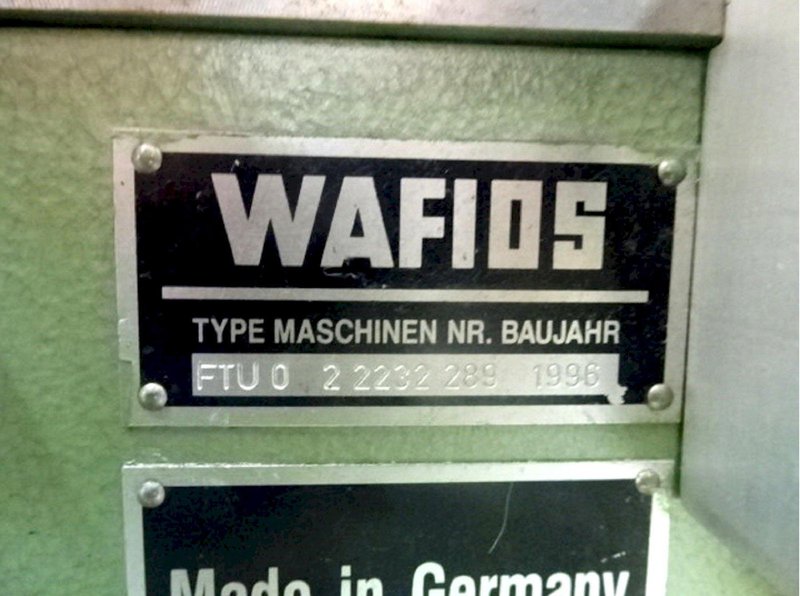 WAFIOS
TYPE MASCHINEN NR. BAUJAHR
FTU 0 2 2232 289 1996
Made in Germany